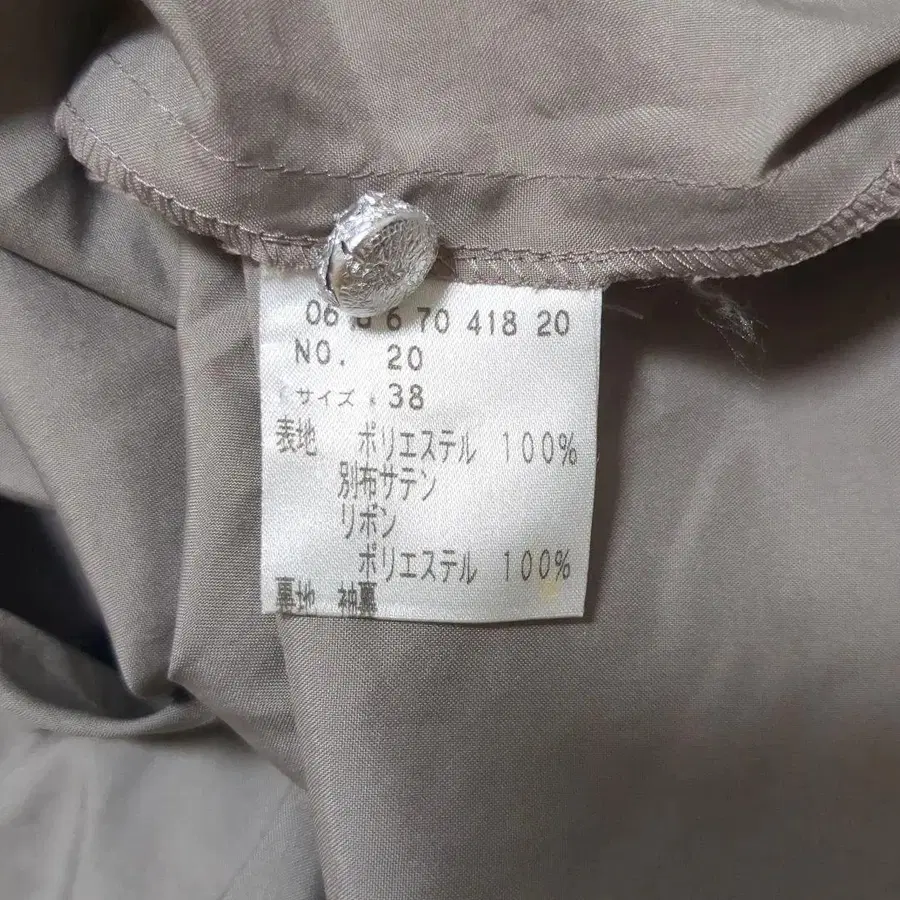 06 6 70 418 20
NO. 20
サイズ 38
表地 ポリエステル 100%
別布サテン
リボン
ポリエステル 100%
裏地 袖裏